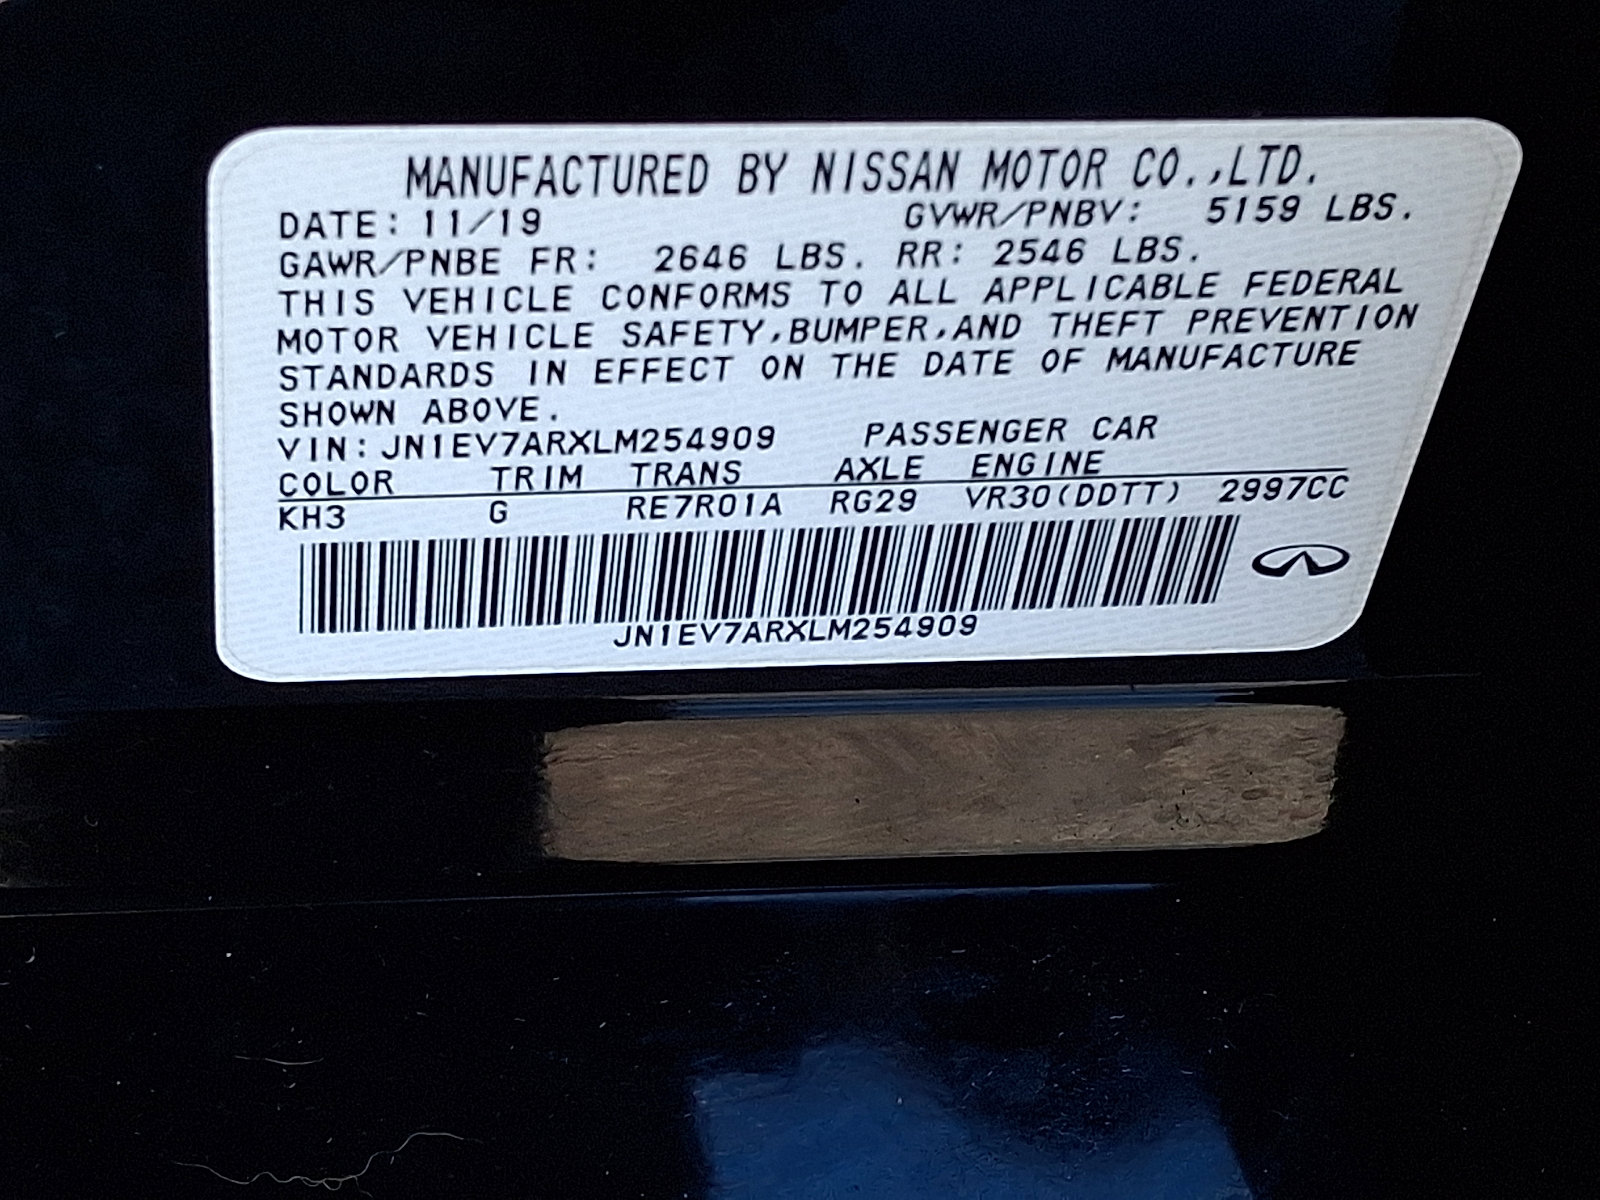 MANUFACTURED BY NISSAN MOTOR CO.,LTD.
DATE: 11/19 GVWR/PNBV: 5159 LBS.
GAWR/PNBE FR: 2646 LBS. RR: 2546 LBS.
THIS VEHICLE CONFORMS TO ALL APPLICABLE FEDERAL
MOTOR VEHICLE SAFETY,BUMPER,AND THEFT PREVENTION
STANDARDS IN EFFECT ON THE DATE OF MANUFACTURE
SHOWN ABOVE.
VIN:JN1EV7ARXLM254909 PASSENGER CAR
COLOR TRIM TRANS AXLE ENGINE
KH3 G RE7R01A RG29 VR30(DDTT) 2997CC
JN1EV7ARXLM254909